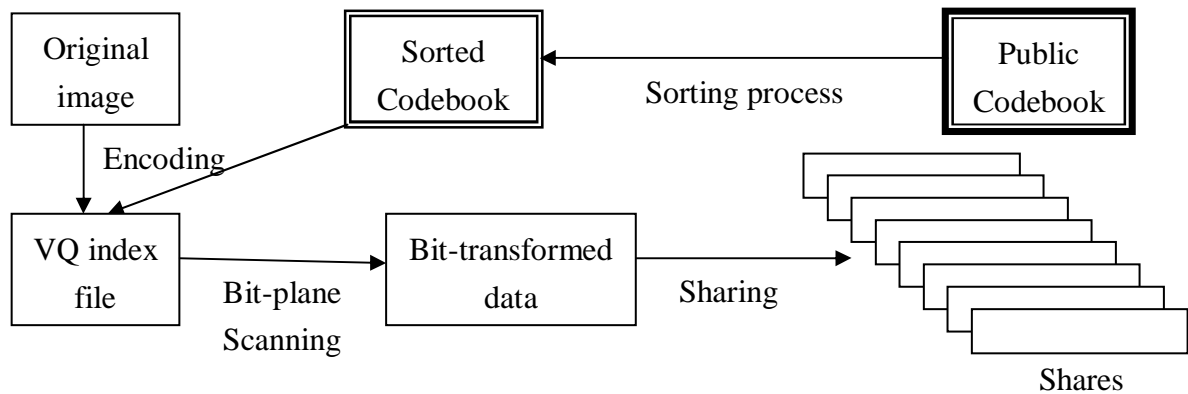 Original
image
Sorted
Codebook
Sorting process
Public
Codebook
Encoding
VQ index
file
Bit-plane
Scanning
Bit-transformed
data
Sharing
Shares